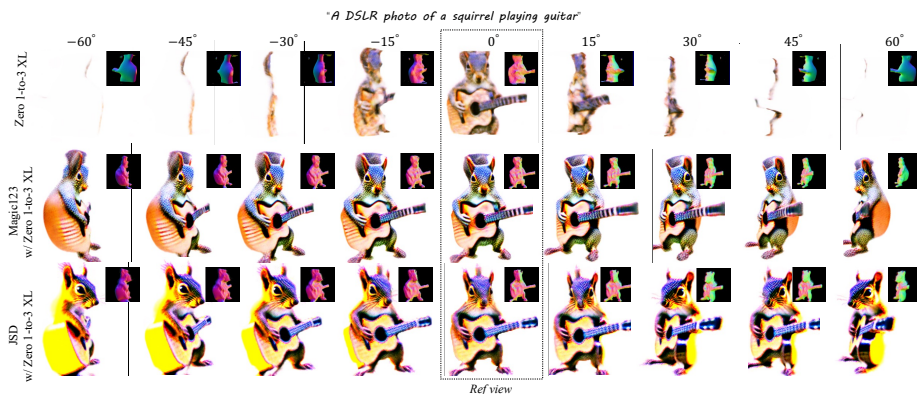 "A DSLR photo of a squirrel playing guitar"
−60° −45° −30° −15° 0° 15° 30° 45° 60°
Zero 1-to-3 XL
Magic123
w/ Zero 1-to-3 XL
JSD
w/ Zero 1-to-3 XL
Ref view